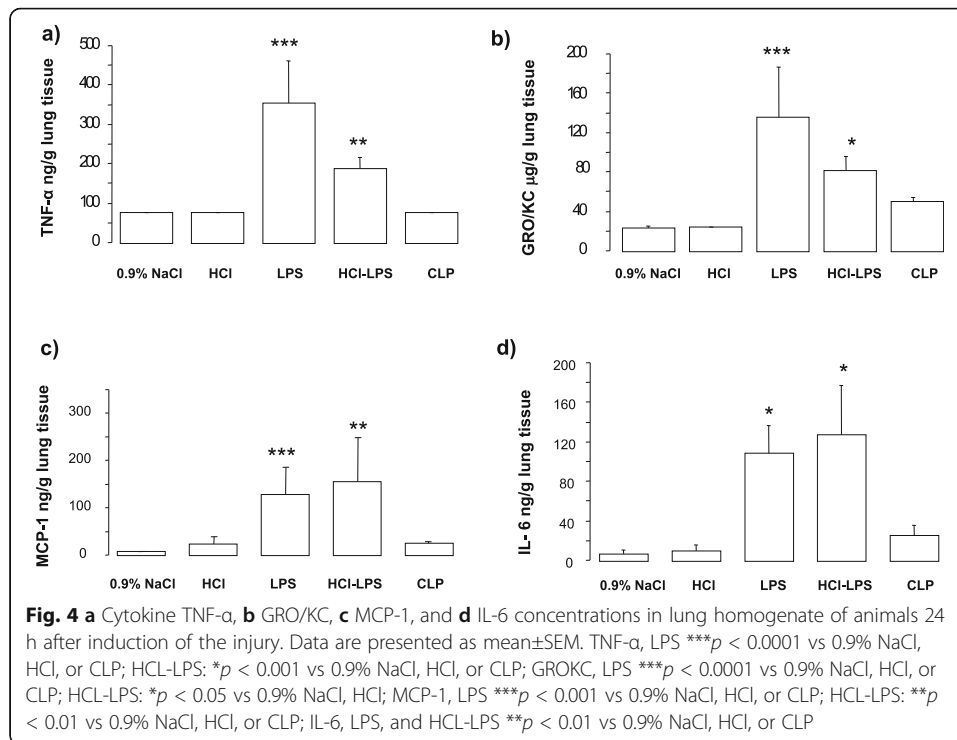 a)
500
400
300
200
100
0
TNF-α ng/g lung tissue
***
**
0.9% NaCl HCl LPS HCl-LPS CLP
b)
200
160
120
80
40
0
GRO/KC µg/g lung tissue
***
*
0.9% NaCl HCl LPS HCl-LPS CLP
c)
300
200
100
0
MCP-1 ng/g lung tissue
***
**
0.9% NaCl HCl LPS HCl-LPS CLP
d)
200
160
120
80
40
0
IL- 6 ng/g lung tissue
*
*
0.9% NaCl HCl LPS HCl-LPS CLP
Fig. 4 a Cytokine TNF-α, b GRO/KC, c MCP-1, and d IL-6 concentrations in lung homogenate of animals 24
h after induction of the injury. Data are presented as mean±SEM. TNF-α, LPS ***p < 0.0001 vs 0.9% NaCl,
HCl, or CLP; HCL-LPS: *p < 0.001 vs 0.9% NaCl, HCl, or CLP; GROKC, LPS ***p < 0.0001 vs 0.9% NaCl, HCl, or
CLP; HCL-LPS: *p < 0.05 vs 0.9% NaCl, HCl; MCP-1, LPS ***p < 0.001 vs 0.9% NaCl, HCl, or CLP; HCL-LPS: **p
< 0.01 vs 0.9% NaCl, HCl, or CLP; IL-6, LPS, and HCL-LPS **p < 0.01 vs 0.9% NaCl, HCl, or CLP